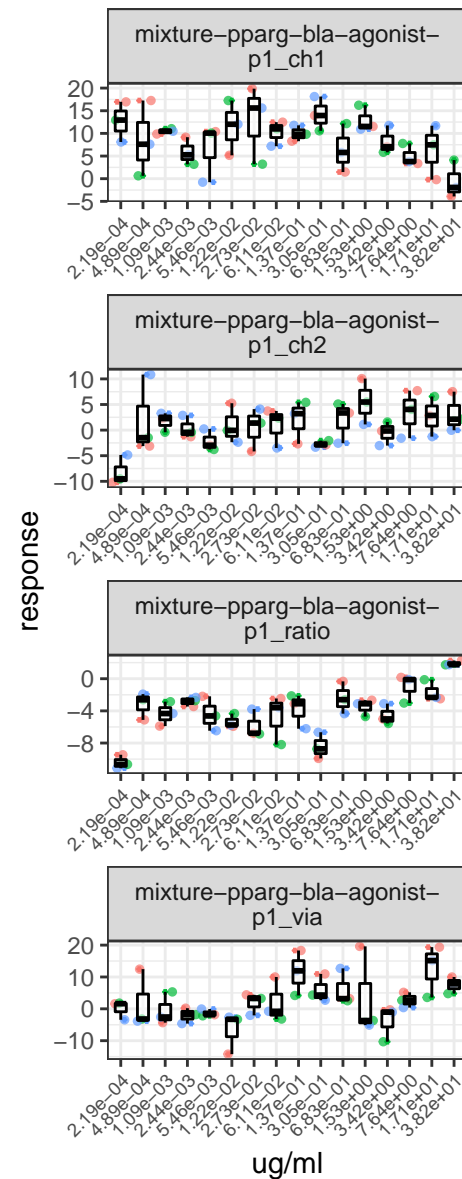 mixture−pparg−bla−agonist−
p1_ch1
20
15
10
5
0
−5
2.19e−04
4.89e−04
1.09e−03
2.44e−03
5.46e−03
1.22e−02
2.73e−02
6.11e−02
1.37e−01
3.05e−01
6.83e−01
1.53e+00
3.42e+00
7.64e+00
1.71e+01
3.82e+01
mixture−pparg−bla−agonist−
p1_ch2
10
5
0
−5
−10
2.19e−04
4.89e−04
1.09e−03
2.44e−03
5.46e−03
1.22e−02
2.73e−02
6.11e−02
1.37e−01
3.05e−01
6.83e−01
1.53e+00
3.42e+00
7.64e+00
1.71e+01
3.82e+01
response
mixture−pparg−bla−agonist−
p1_ratio
0
−4
−8
2.19e−04
4.89e−04
1.09e−03
2.44e−03
5.46e−03
1.22e−02
2.73e−02
6.11e−02
1.37e−01
3.05e−01
6.83e−01
1.53e+00
3.42e+00
7.64e+00
1.71e+01
3.82e+01
mixture−pparg−bla−agonist−
p1_via
20
10
0
−10
2.19e−04
4.89e−04
1.09e−03
2.44e−03
5.46e−03
1.22e−02
2.73e−02
6.11e−02
1.37e−01
3.05e−01
6.83e−01
1.53e+00
3.42e+00
7.64e+00
1.71e+01
3.82e+01
ug/ml